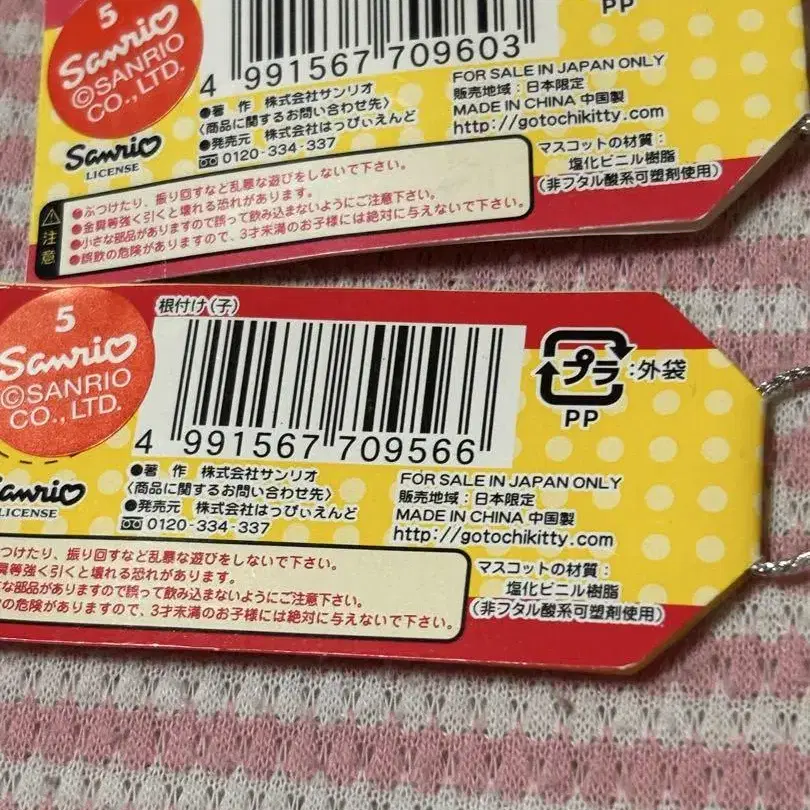 PP
5
Sanrio
©SANRIO
CO., LTD.
4 991567 709603
Sanrio
LICENSE
●著 作 株式会社サンリオ
〈商品に関するお問い合わせ先〉
●発売元 株式会社はっぴぃえんど
0120-334-337
FOR SALE IN JAPAN ONLY
販売地域：日本限定
MADE IN CHINA 中国製
http://gotochikitty.com
マスコットの材質：
塩化ビニル樹脂
（非フタル酸系可塑剤使用）
注意
●ぶつけたり、振り回すなど乱暴な遊びをしないで下さい。
●金具等強く引くと壊れる恐れがあります。
●小さな部品がありますので誤って飲み込まないようにご注意下さい。
●誤飲の危険がありますので、3才未満のお子様には絶対に与えないで下さい。
5
Sanrio
©SANRIO
CO., LTD.
根付け(子)
4 991567 709566
プラ：外袋
PP
anrio
LICENSE
●著 作 株式会社サンリオ
〈商品に関するお問い合わせ先〉
●発売元 株式会社はっぴぃえんど
0120-334-337
FOR SALE IN JAPAN ONLY
販売地域：日本限定
MADE IN CHINA 中国製
http://gotochikitty.com
マスコットの材質：
塩化ビニル樹脂
（非フタル酸系可塑剤使用）
つけたり、振り回すなど乱暴な遊びをしないで下さい。
具等強く引くと壊れる恐れがあります。
さな部品がありますので誤って飲み込まないようにご注意下さい。
の危険がありますので、3才未満のお子様には絶対に与えないで下さい。